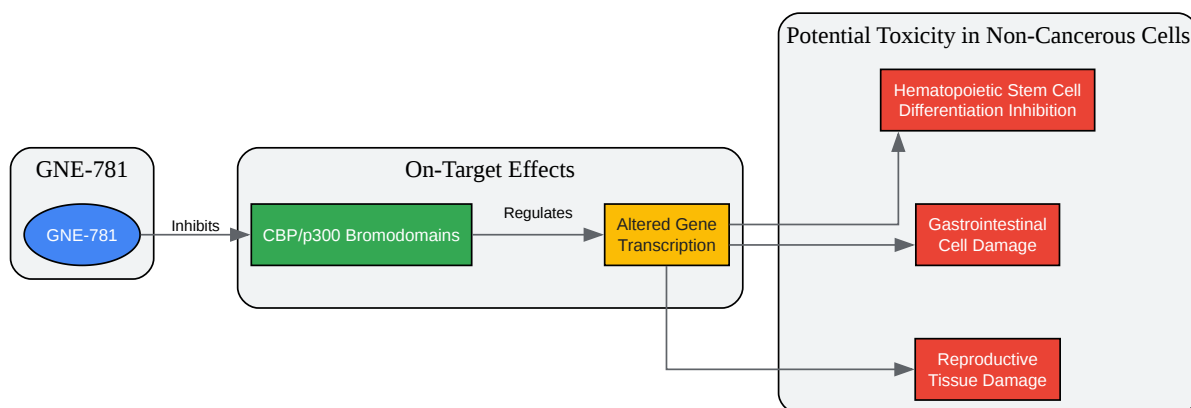 GNE-781
GNE-781
Inhibits
On-Target Effects
CBP/p300 Bromodomains
Regulates
Altered Gene
Transcription
Potential Toxicity in Non-Cancerous Cells
Hematopoietic Stem Cell
Differentiation Inhibition
Gastrointestinal
Cell Damage
Reproductive
Tissue Damage